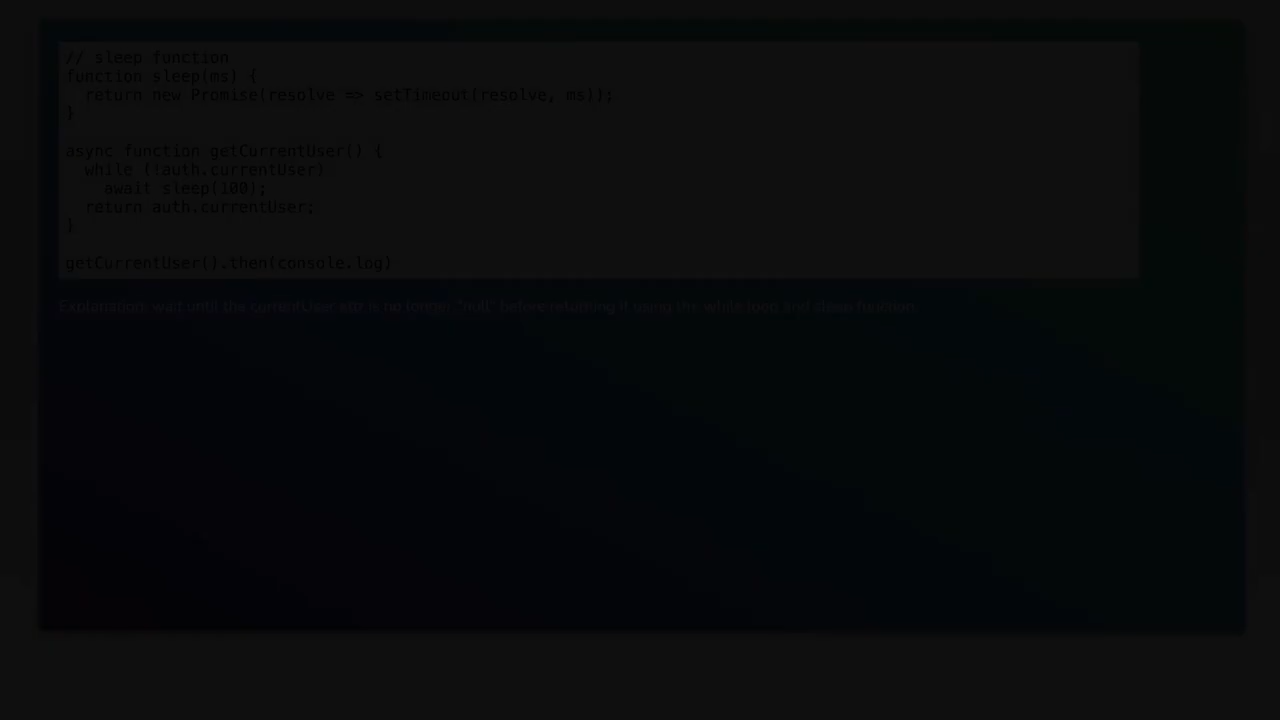 // sleep function
function sleep(ms) {
  return new Promise(resolve => setTimeout(resolve, ms));
}
async function getCurrentUser() {
  while (!auth.currentUser)
    await sleep(100);
  return auth.currentUser;
}
getCurrentUser().then(console.log)
Explanation: wait until the currentUser attr is no longer "null" before returning it using the while loop and sleep function.